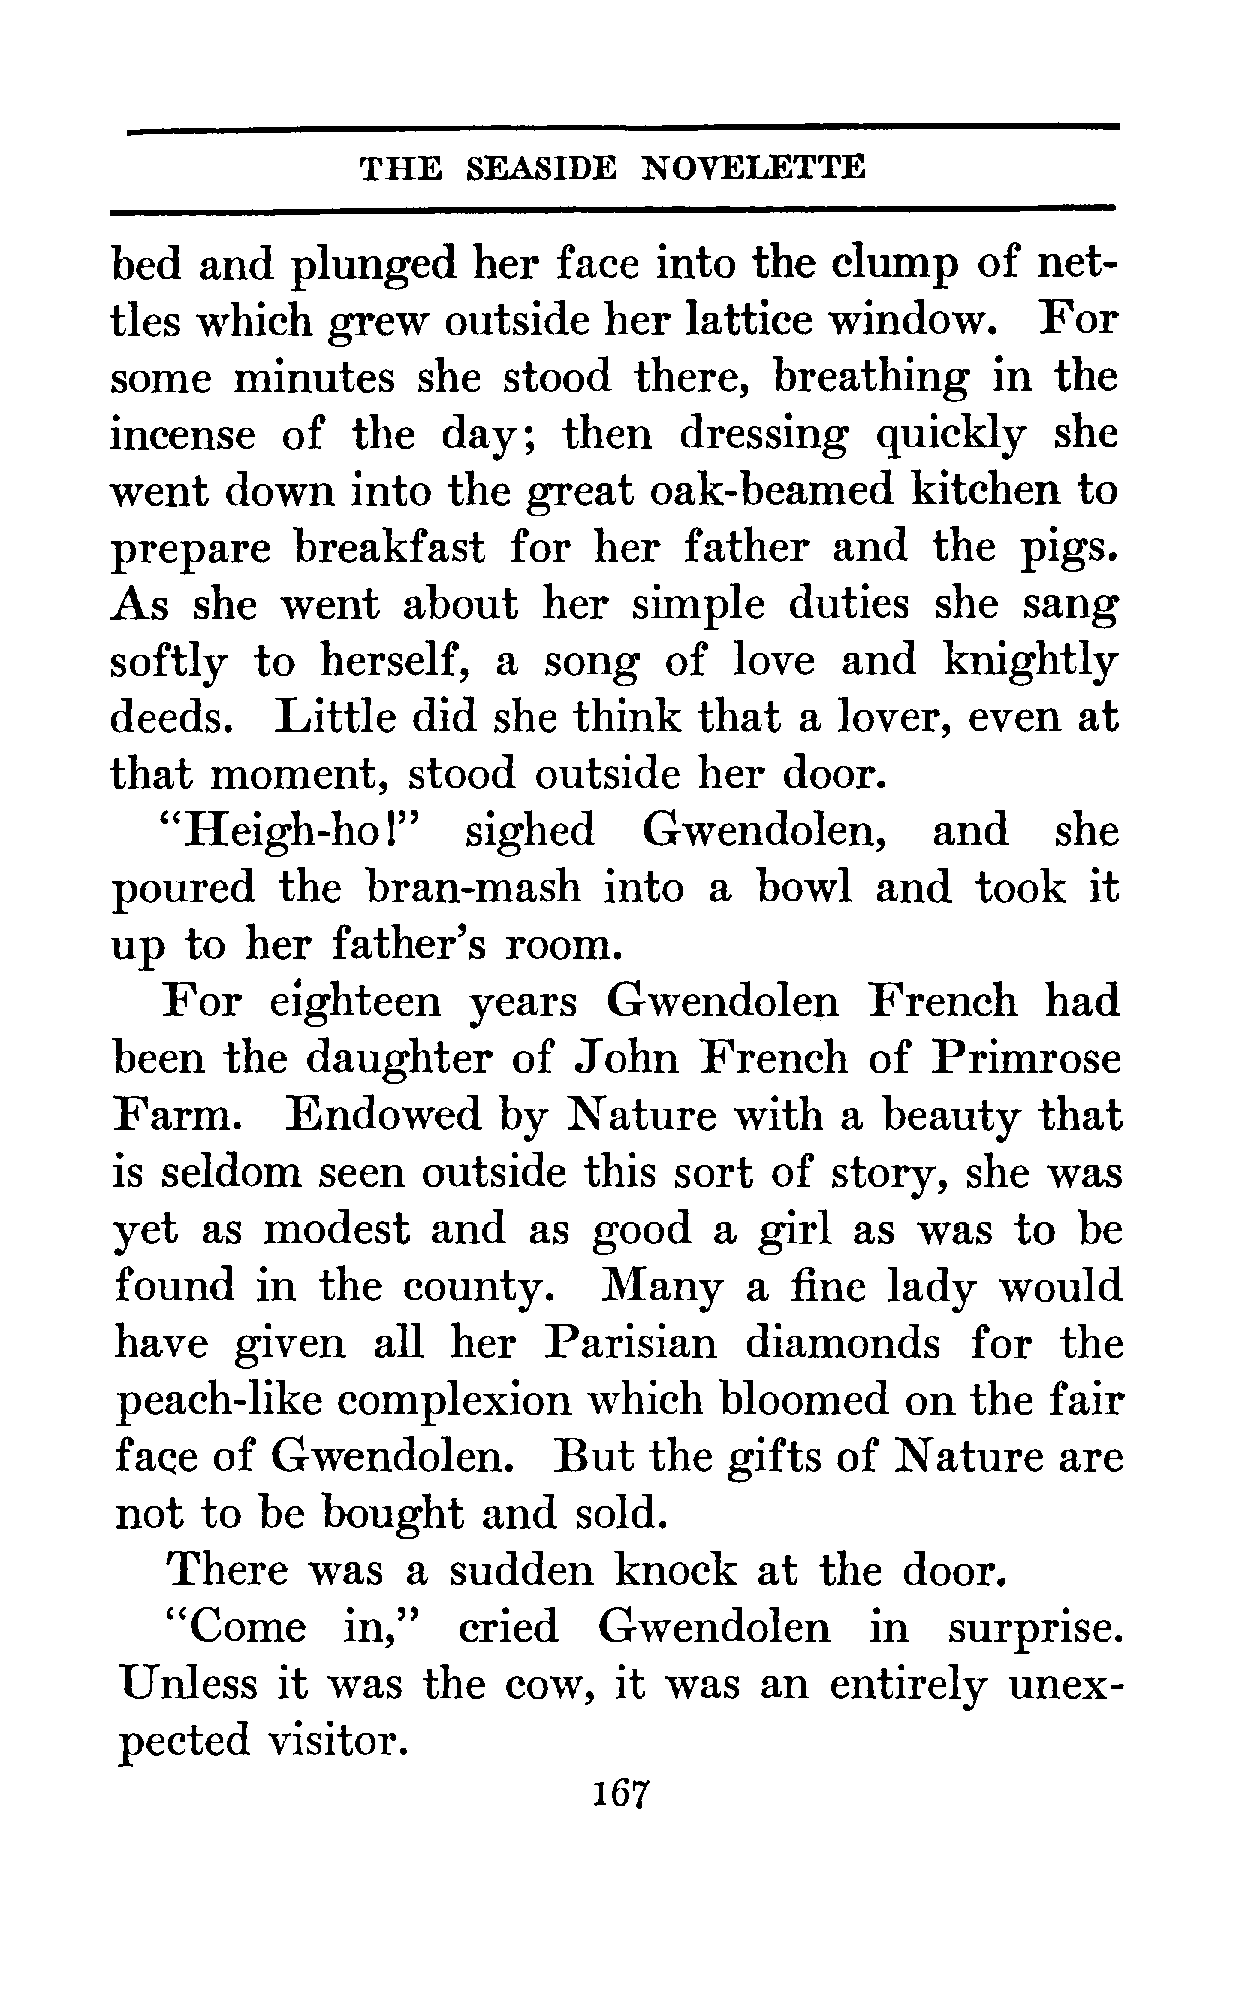 THE SEASIDE NOVELETTE
bed and plunged her face into the clump of net-
tles which grew outside her lattice window. For
some minutes she stood there, breathing in the
incense of the day; then dressing quickly she
went down into the great oak-beamed kitchen to
prepare breakfast for her father and the pigs.
As she went about her simple duties she sang
softly to herself, a song of love and knightly
deeds. Little did she think that a lover, even at
that moment, stood outside her door.
"Heigh-ho!" sighed Gwendolen, and she
poured the bran-mash into a bowl and took it
up to her father's room.
For eighteen years Gwendolen French had
been the daughter of John French of Primrose
Farm. Endowed by Nature with a beauty that
is seldom seen outside this sort of story, she was
yet as modest and as good a girl as was to be
found in the county. Many a fine lady would
have given all her Parisian diamonds for the
peach-like complexion which bloomed on the fair
face of Gwendolen. But the gifts of Nature are
not to be bought and sold.
There was a sudden knock at the door.
"Come in," cried Gwendolen in surprise.
Unless it was the cow, it was an entirely unex-
pected visitor.
167